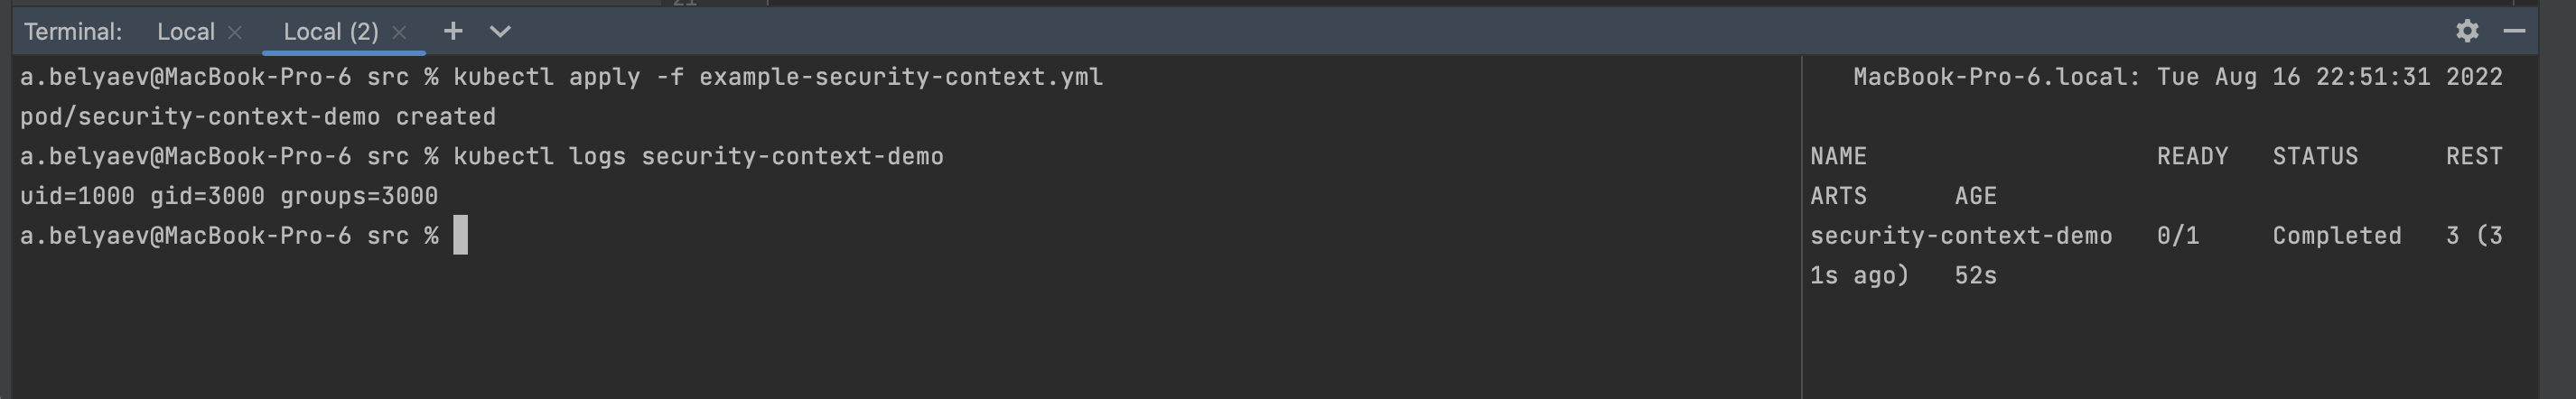 21
Terminal: Local × Local (2) × +
a.belyaev@MacBook-Pro-6 src % kubectl apply -f example-security-context.yml
pod/security-context-demo created
a.belyaev@MacBook-Pro-6 src % kubectl logs security-context-demo
uid=1000 gid=3000 groups=3000
a.belyaev@MacBook-Pro-6 src %
MacBook-Pro-6.local: Tue Aug 16 22:51:31 2022
NAME READY STATUS REST
ARTS AGE
security-context-demo 0/1 Completed 3 (3
1s ago) 52s